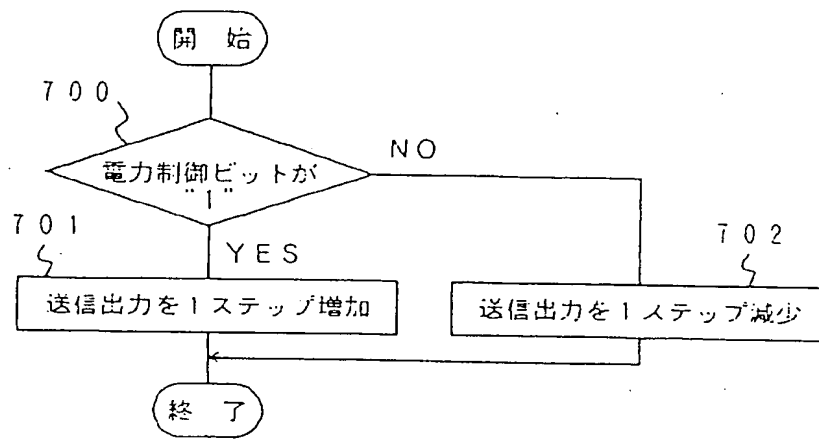 開 始
700
電力制御ビットが
"1"
NO
701
YES
702
送信出力を1ステップ増加
送信出力を1ステップ減少
終 了